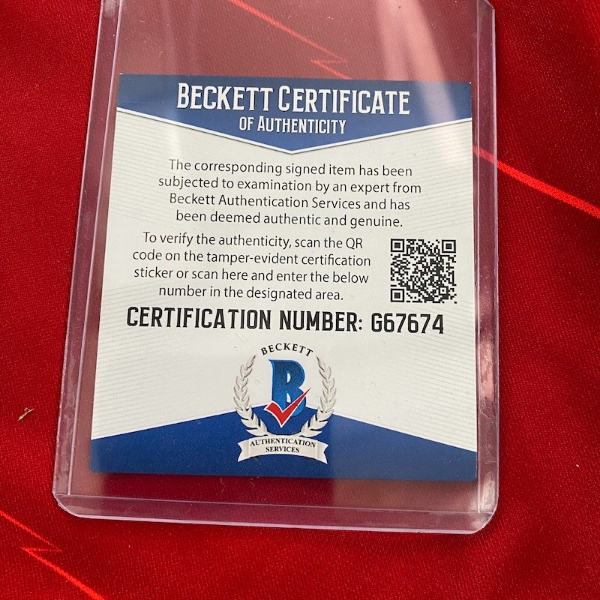 BECKETT CERTIFICATE
OF AUTHENTICITY
The corresponding signed item has been
subjected to examination by an expert from
Beckett Authentication Services and has
been deemed authentic and genuine.
To verify the authenticity, scan the QR
code on the tamper-evident certification
sticker or scan here and enter the below
number in the designated area.
CERTIFICATION NUMBER: G67674
BECKETT
B
AUTHENTICATION
SERVICES